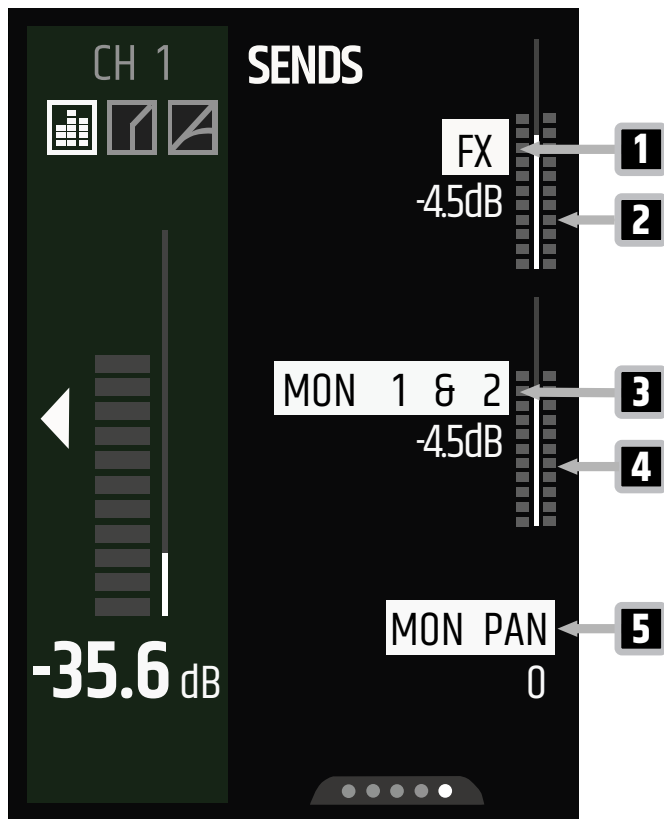 CH 1
SENDS
FX
-4.5dB
1
2
MON 1 & 2
-4.5dB
3
4
-35.6 dB
MON PAN
0
5